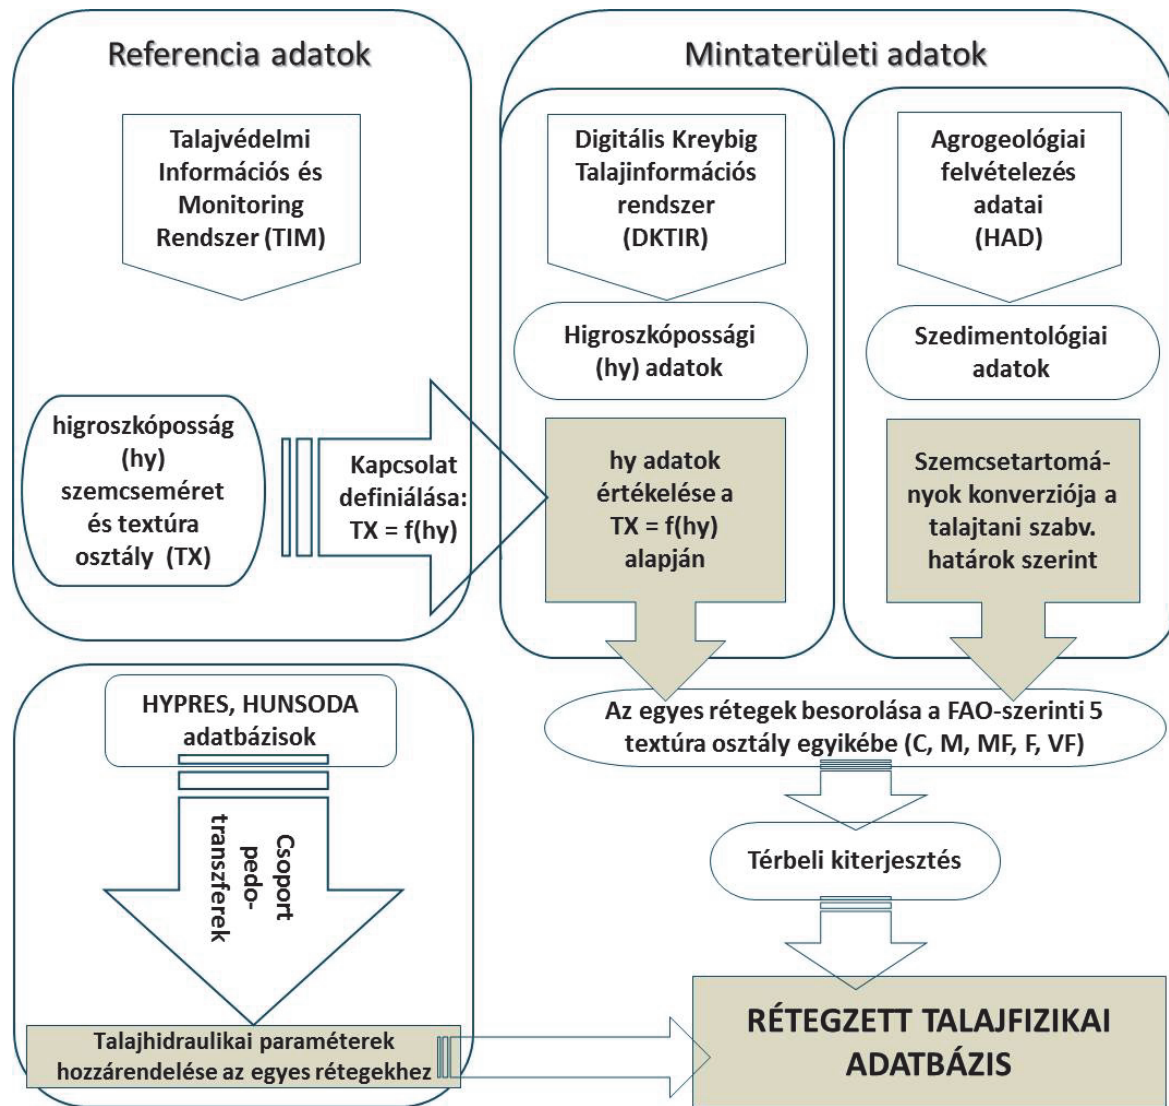 Referencia adatok
Talajvédelmi
Információs és
Monitoring
Rendszer (TIM)
higroszkóposság
(hy)
szemcseméret
és textúra
osztály (TX)
Kapcsolat
definiálása:
TX = f(hy)
Mintaterületi adatok
Digitális Kreybig
Talajinformációs
rendszer
(DKTIR)
Higroszkópossági
(hy) adatok
hy adatok
értékelése a
TX = f(hy)
alapján
Agrogeológiai
felvételezés
adatai
(HAD)
Szedimentológiai
adatok
Szemcsetartomá-
nyok konverziója a
talajtani szabv.
határok szerint
Az egyes rétegek besorolása a FAO-szerinti 5
textúra osztály egyikébe (C, M, MF, F, VF)
Térbeli kiterjesztés
HYPRES, HUNSODA
adatbázisok
Csoport
pedo-
transzferek
Talajhidraulikai paraméterek
hozzárendelése az egyes rétegekhez
RÉTEGZETT TALAJFIZIKAI
ADATBÁZIS